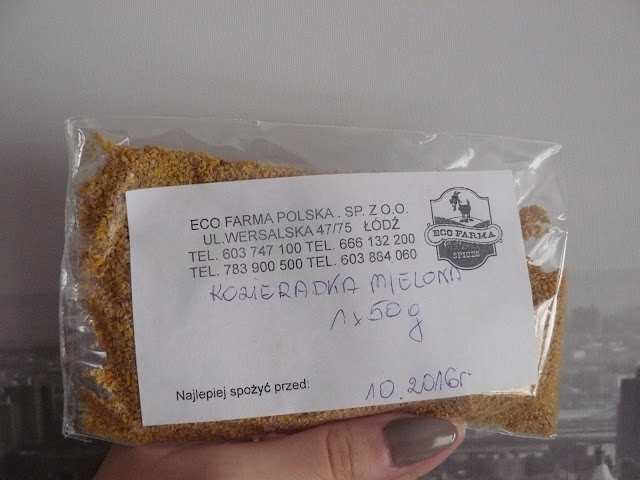 ECO FARMA POLSKA . SP. Z O.O.
UL.WERSALSKA 47/75 ŁÓDŹ
TEL. 603 747 100 TEL. 666 132 200
TEL. 783 900 500 TEL. 603 864 060
ECO FARMA
SPICES
KOZIERADKA MIELONA
1x50g
Najlepiej spożyć przed: 10.2016r.